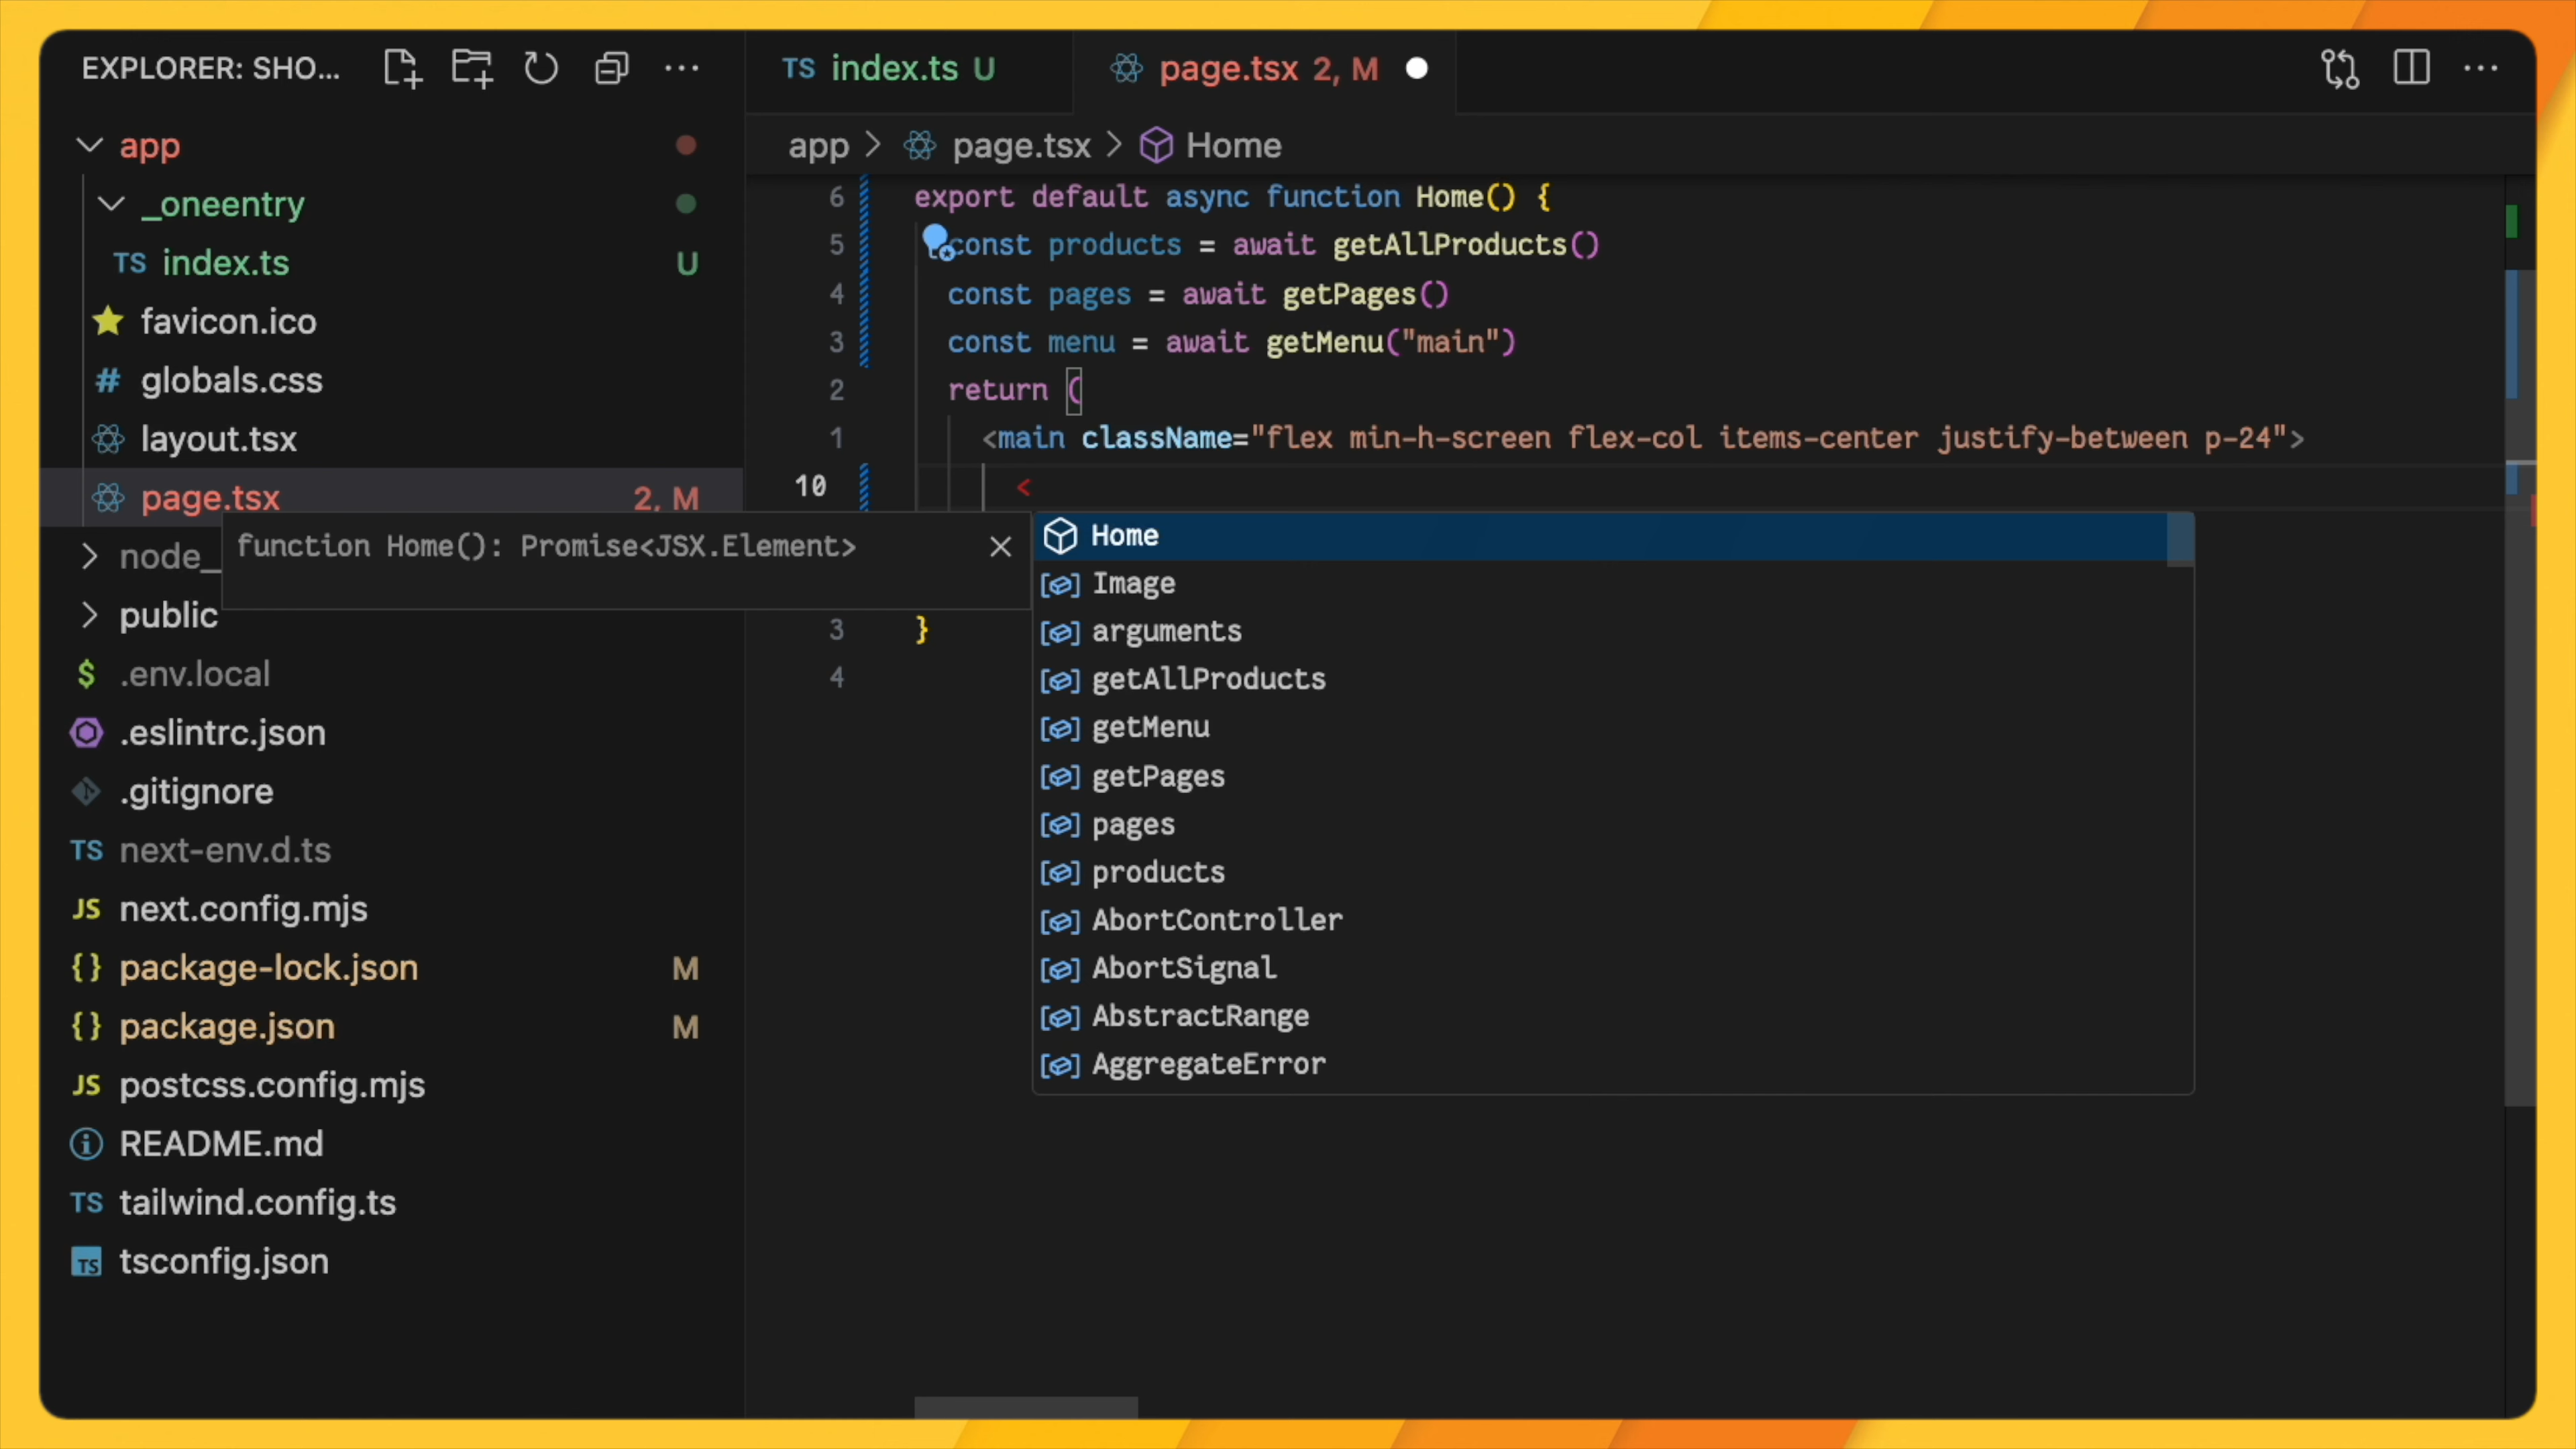 EXPLORER: SHO...
app
_oneentry
TS index.ts U
favicon.ico
# globals.css
layout.tsx
page.tsx 2, M
node_
public
$ .env.local
.eslintrc.json
.gitignore
TS next-env.d.ts
JS next.config.mjs
{} package-lock.json M
{} package.json M
JS postcss.config.mjs
README.md
TS tailwind.config.ts
TS tsconfig.json
TS index.ts U
page.tsx 2, M
app > page.tsx > Home
6 export default async function Home() {
5 const products = await getAllProducts()
4 const pages = await getPages()
3 const menu = await getMenu("main")
2 return (
1 <main className="flex min-h-screen flex-col items-center justify-between p-24">
10 <
function Home(): Promise<JSX.Element>
Home
Image
arguments
getAllProducts
getMenu
getPages
pages
products
AbortController
AbortSignal
AbstractRange
AggregateError
3 }
4